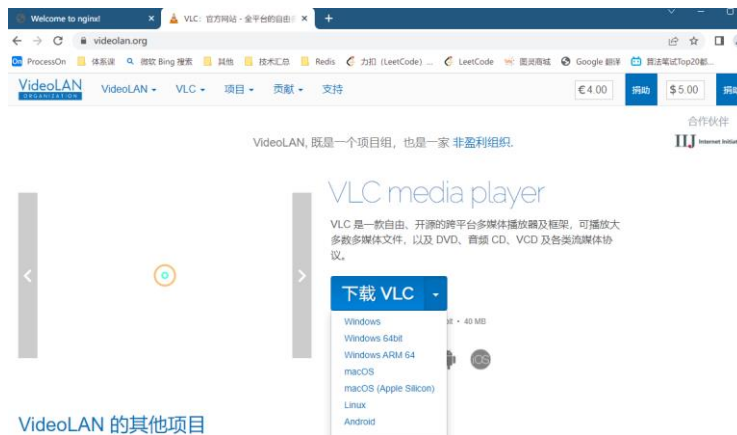 Welcome to nginx!
VLC: 官方网站 - 全平台的自由
videolan.org
ProcessOn 体系课 微软 Bing 搜索 其他 技术汇总 Redis 力扣 (LeetCode) ... LeetCode 图灵商城 Google 翻译 算法笔试Top20都...
VideoLAN
ORGANIZATION
VideoLAN VLC 项目 贡献 支持
€ 4.00 捐助 $ 5.00
合作伙伴
IIJ Internet Initia
VideoLAN, 既是一个项目组，也是一家 非盈利组织.
VLC media player
VLC 是一款自由、开源的跨平台多媒体播放器及框架，可播放大
多数多媒体文件，以及 DVD、音频 CD、VCD 及各类流媒体协
议。
下载 VLC
Windows
• 40 MB
Windows 64bit
Windows ARM 64
macOS
iOS
macOS (Apple Silicon)
Linux
Android
VideoLAN 的其他项目